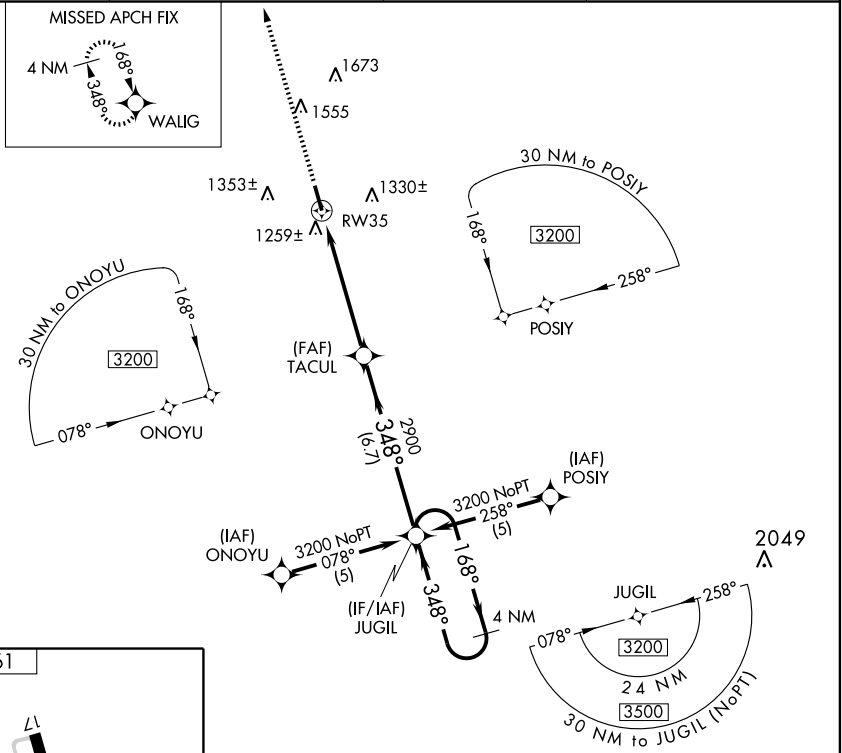 MISSED APCH FIX
4 NM
168°
348°
WALIG
1673
1555
1353±
1330±
1259±
RW35
30 NM to POSIY
168°
3200
258°
POSIY
30 NM to ONOYU
168°
3200
078°
ONOYU
(FAF)
TACUL
348°
(6.7)
2900
(IAF)
POSIY
3200 NoPT
258°
(5)
(IAF)
ONOYU
3200 NoPT
078°
(5)
(IF/IAF)
JUGIL
348°
168°
4 NM
2049
JUGIL
078°
258°
3200
24 NM
3500
30 NM to JUGIL (NoPT)
17